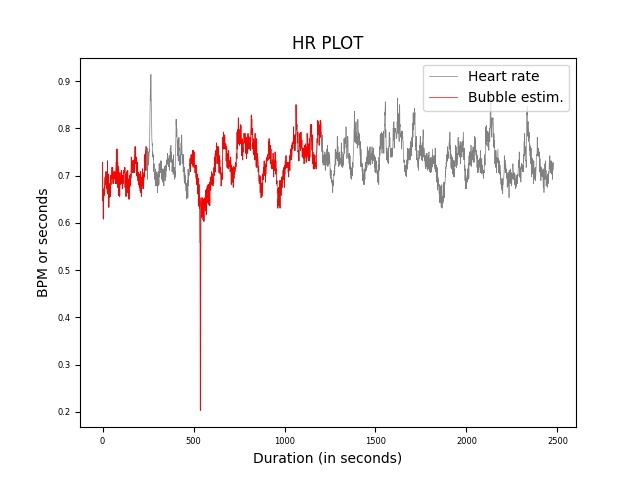 HR PLOT
Heart rate
Bubble estim.
BPM or seconds
0.9
0.8
0.7
0.6
0.5
0.4
0.3
0.2
0 500 1000 1500 2000 2500
Duration (in seconds)